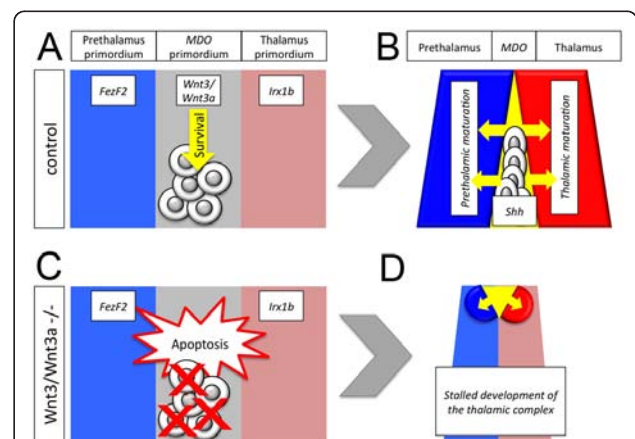 A
Prethalamus
primordium
MDO
primordium
Thalamus
primordium
B
Prethalamus
MDO
Thalamus
control
FezF2
Wnt3/
Wnt3a
Irx1b
Survival
Prethalamic maturation
Thalamic maturation
Shh
C
D
Wnt3/Wnt3a -/-
FezF2
Irx1b
Apoptosis
Stalled development of
the thalamic complex